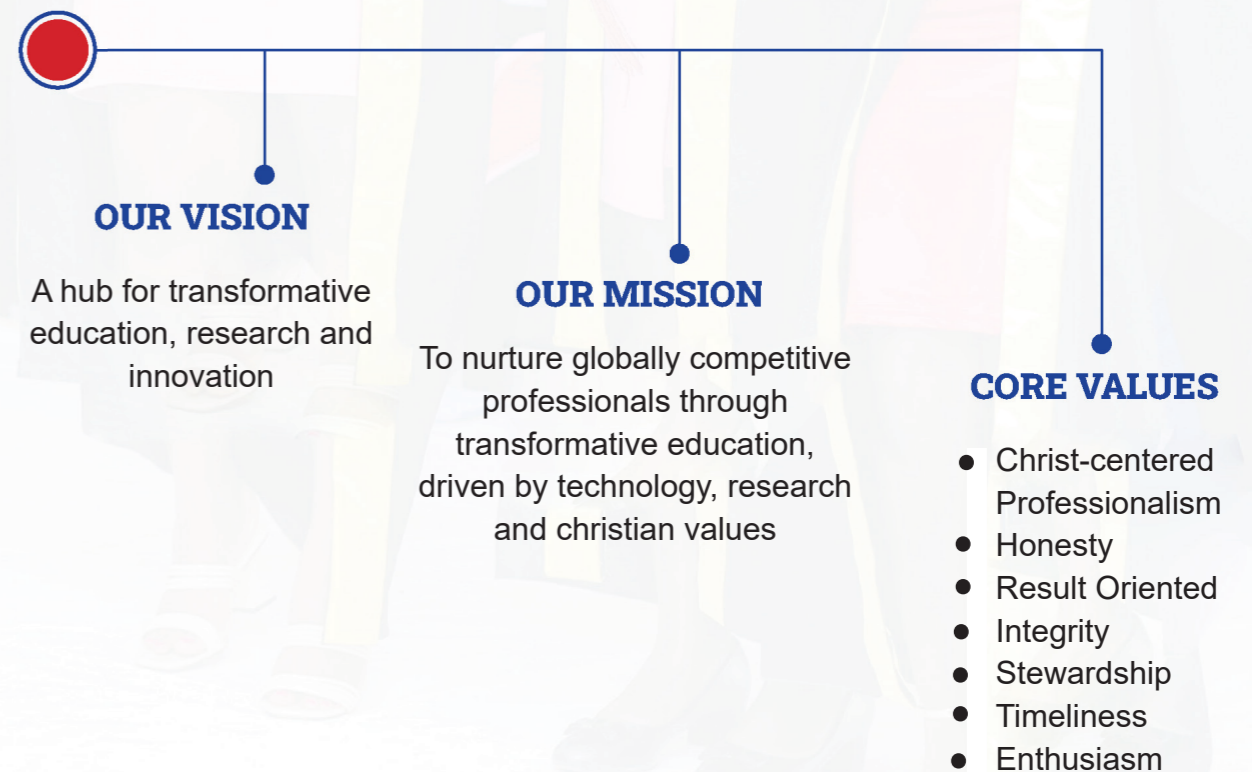 OUR VISION
A hub for transformative
education, research and
innovation
OUR MISSION
To nurture globally competitive
professionals through
transformative education,
driven by technology, research
and christian values
CORE VALUES
● Christ-centered
Professionalism
● Honesty
● Result Oriented
● Integrity
● Stewardship
● Timeliness
● Enthusiasm